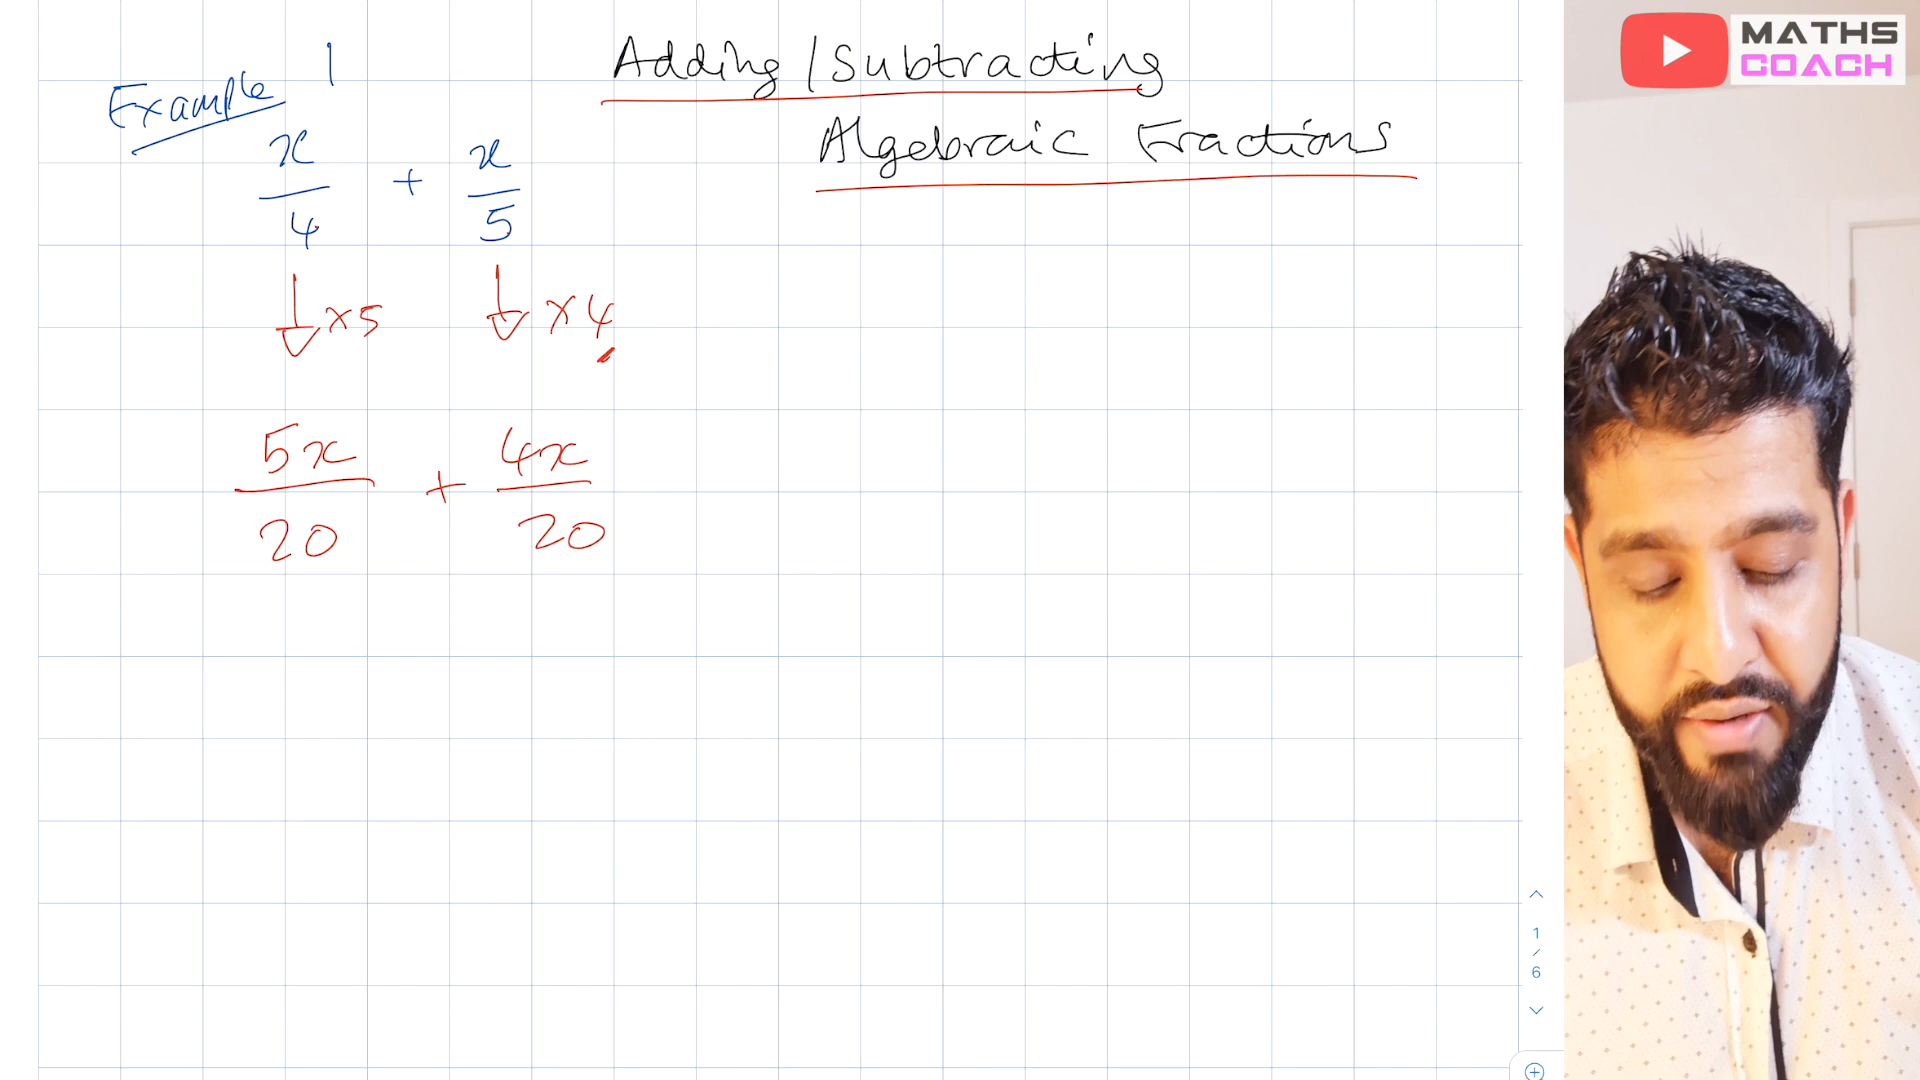 Example 1
Adding/Subtracting
Algebraic Fractions
x/4 + x/5
×5 ×4
5x/20 + 4x/20
MATHS
COACH
1
/
6